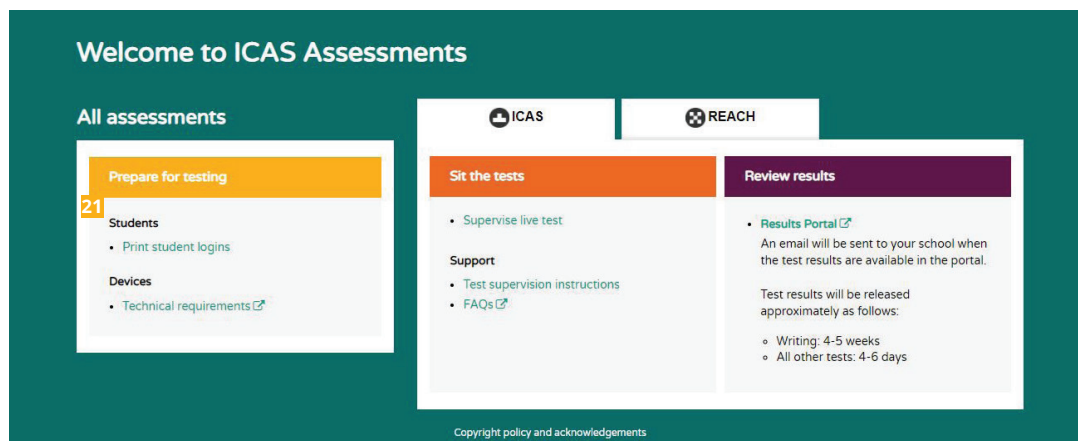 Welcome to ICAS Assessments
All assessments
Prepare for testing
21
Students
• Print student logins
Devices
• Technical requirements
ICAS
REACH
Sit the tests
• Supervise live test
Support
• Test supervision instructions
• FAQs
Review results
• Results Portal
An email will be sent to your school when
the test results are available in the portal.
Test results will be released
approximately as follows:
◦ Writing: 4-5 weeks
◦ All other tests: 4-6 days
Copyright policy and acknowledgements